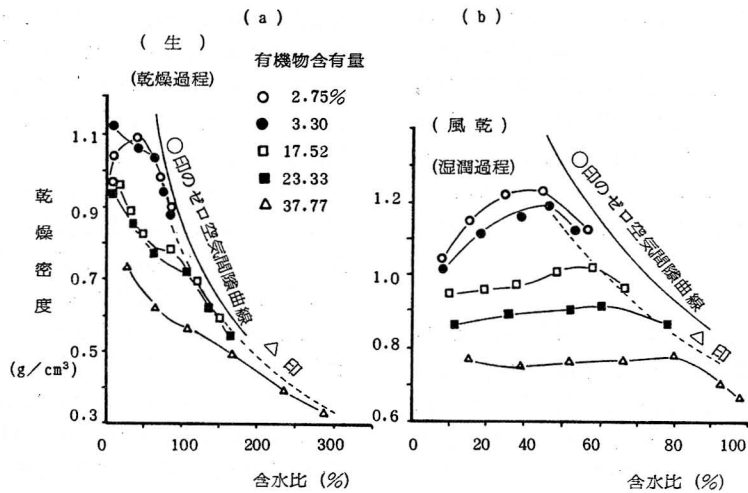 (a)
(b)
(生)
(乾燥過程)
有機物含有量
○ 2.75%
● 3.30
□ 17.52
■ 23.33
△ 37.77
○印のゼロ空気間隙曲線
△印
乾燥密度
(g/cm³)
1.1
0.9
0.7
0.5
0.3
0
100
200
300
含水比 (%)
(風乾)
(湿潤過程)
○印のゼロ空気間隙曲線
△印
1.2
1.0
0.8
0.6
0
20
40
60
80
100
含水比 (%)